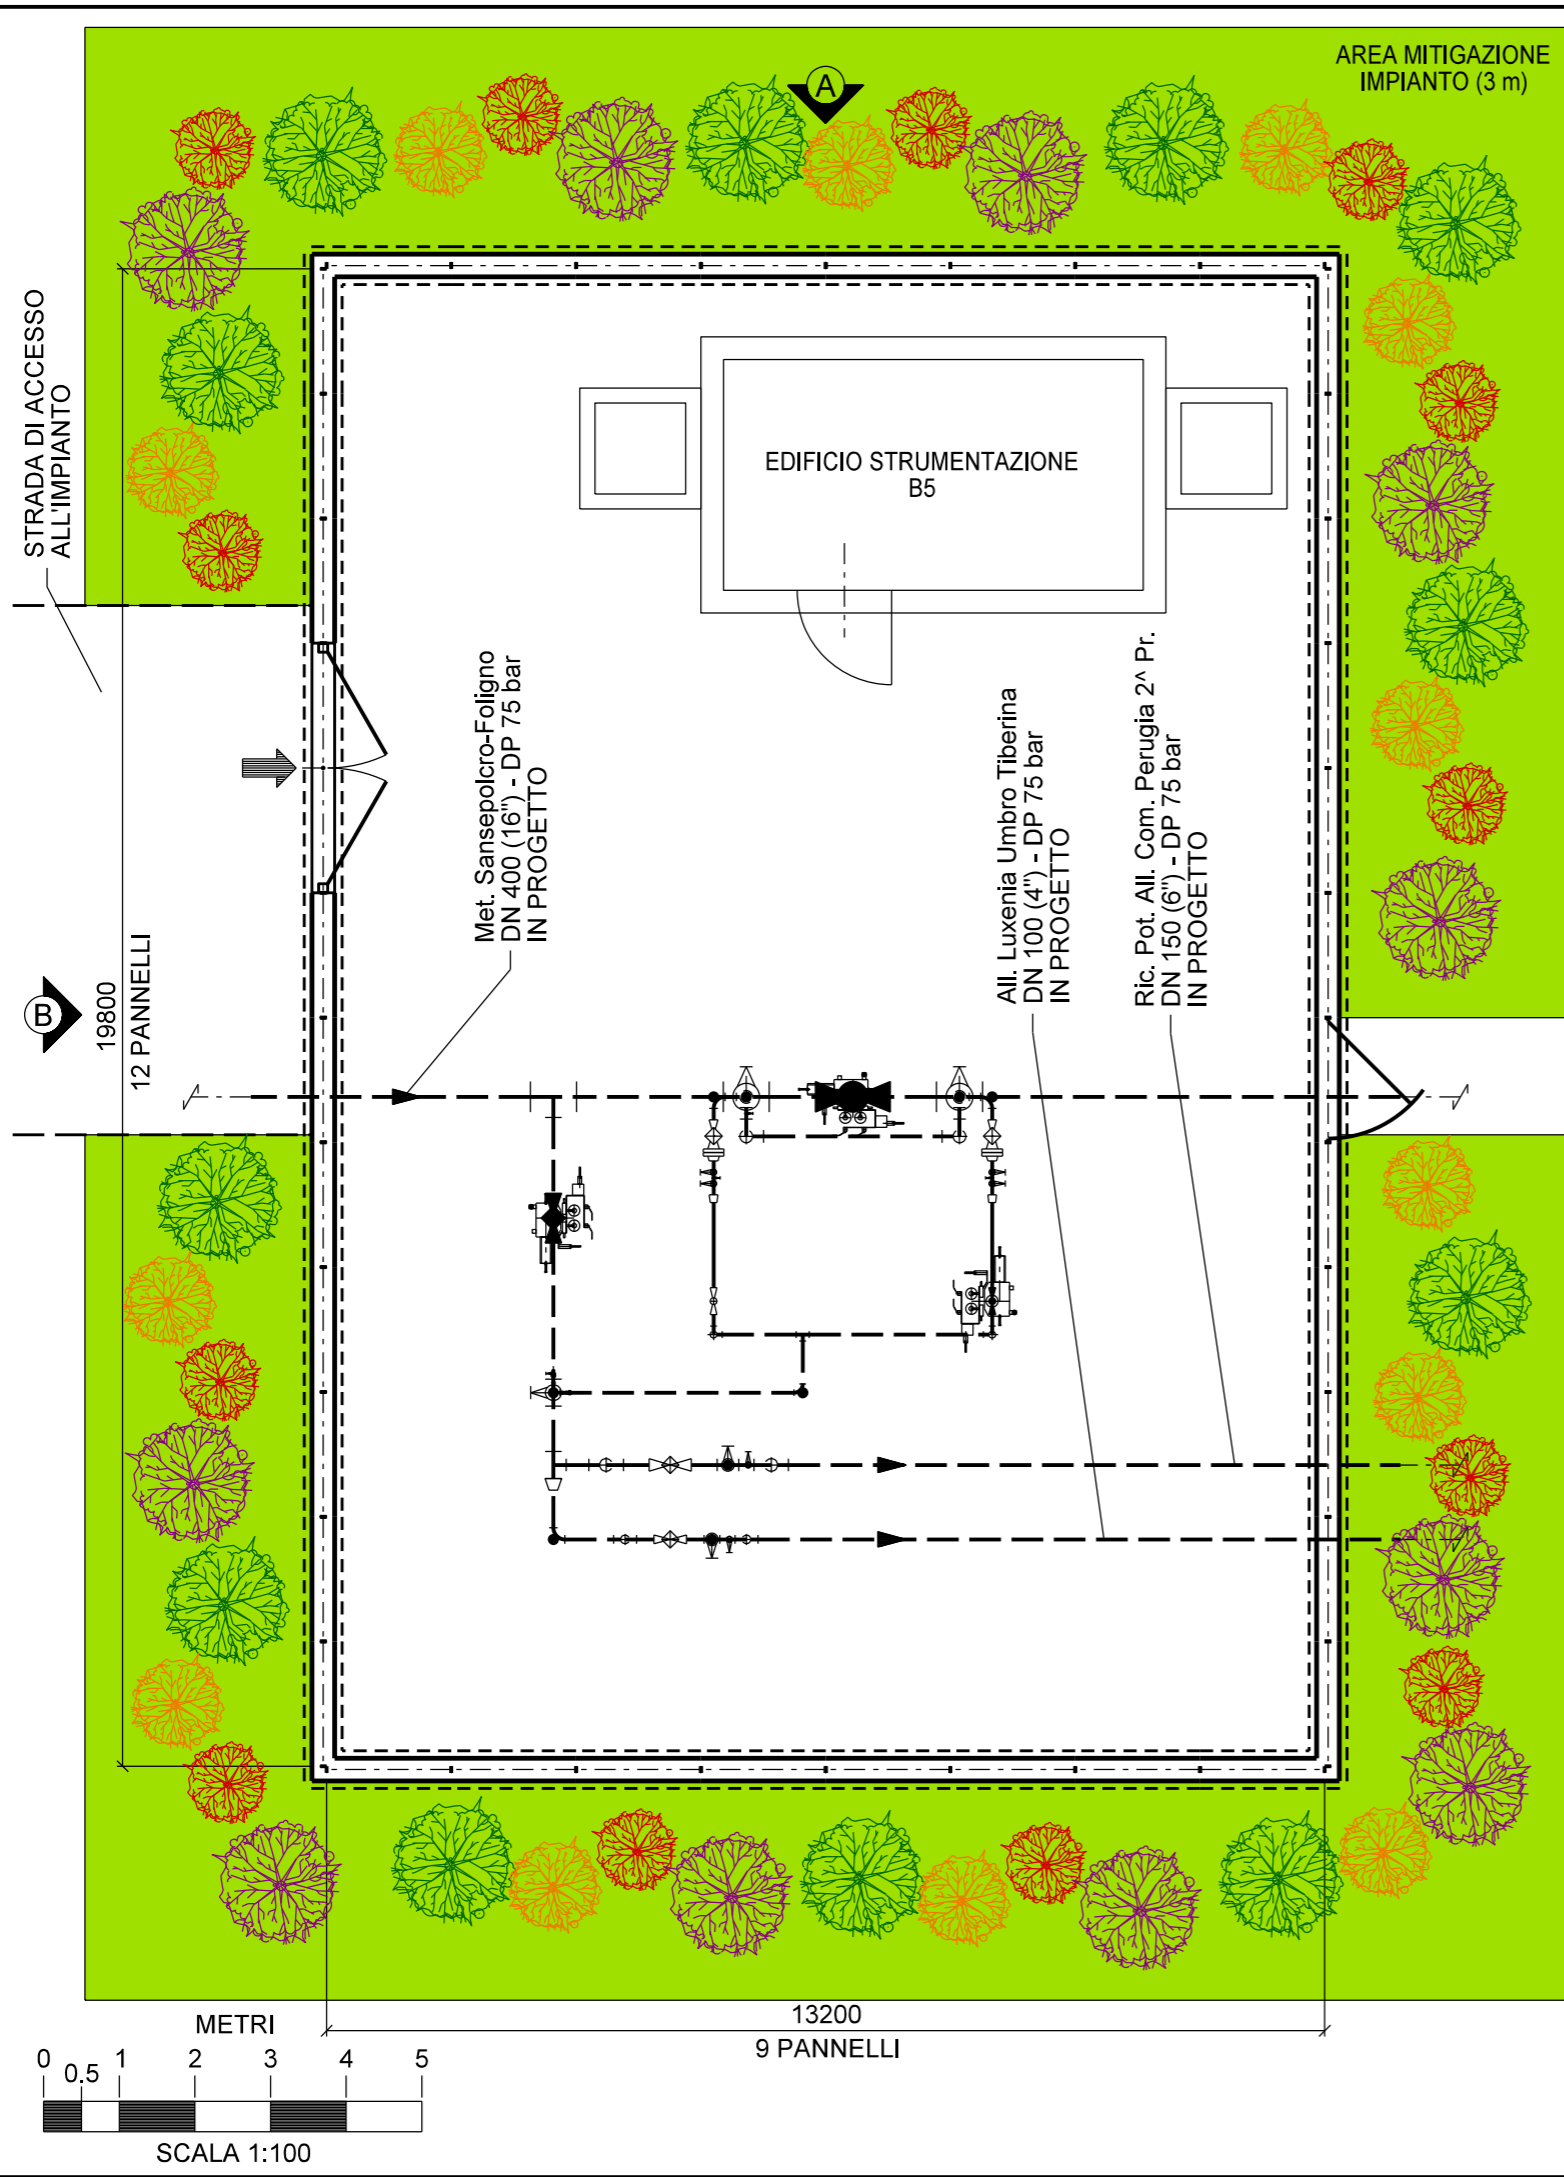 AREA MITIGAZIONE
IMPIANTO (3 m)
A
STRADA DI ACCESSO
ALL'IMPIANTO
EDIFICIO STRUMENTAZIONE
B5
Met. Sansepolcro-Foligno
DN 400 (16") - DP 75 bar
IN PROGETTO
All. Luxenia Umbro Tiberina
DN 100 (4") - DP 75 bar
IN PROGETTO
Ric. Pot. All. Com. Perugia 2^ Pr.
DN 150 (6") - DP 75 bar
IN PROGETTO
B
19800
12 PANNELLI
13200
9 PANNELLI
METRI
0 0.5 1 2 3 4 5
SCALA 1:100